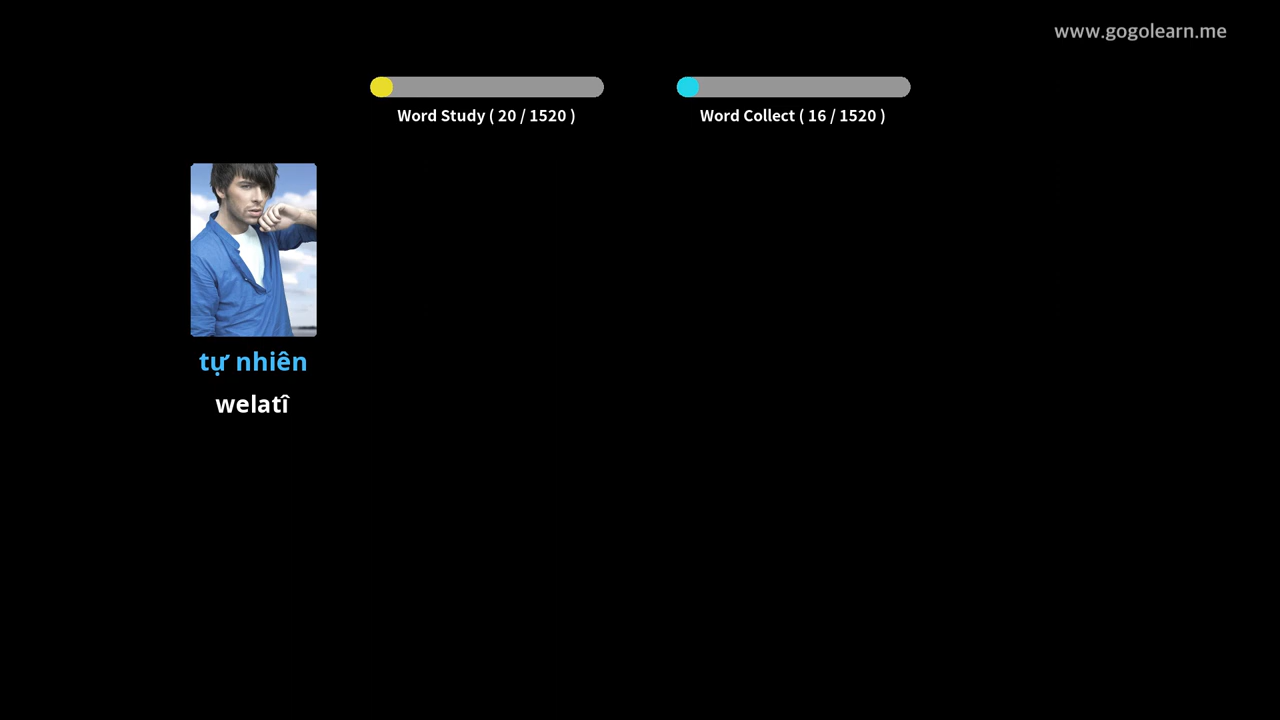 www.gogolearn.me
Word Study ( 20 / 1520 )
Word Collect ( 16 / 1520 )
tự nhiên
welatî